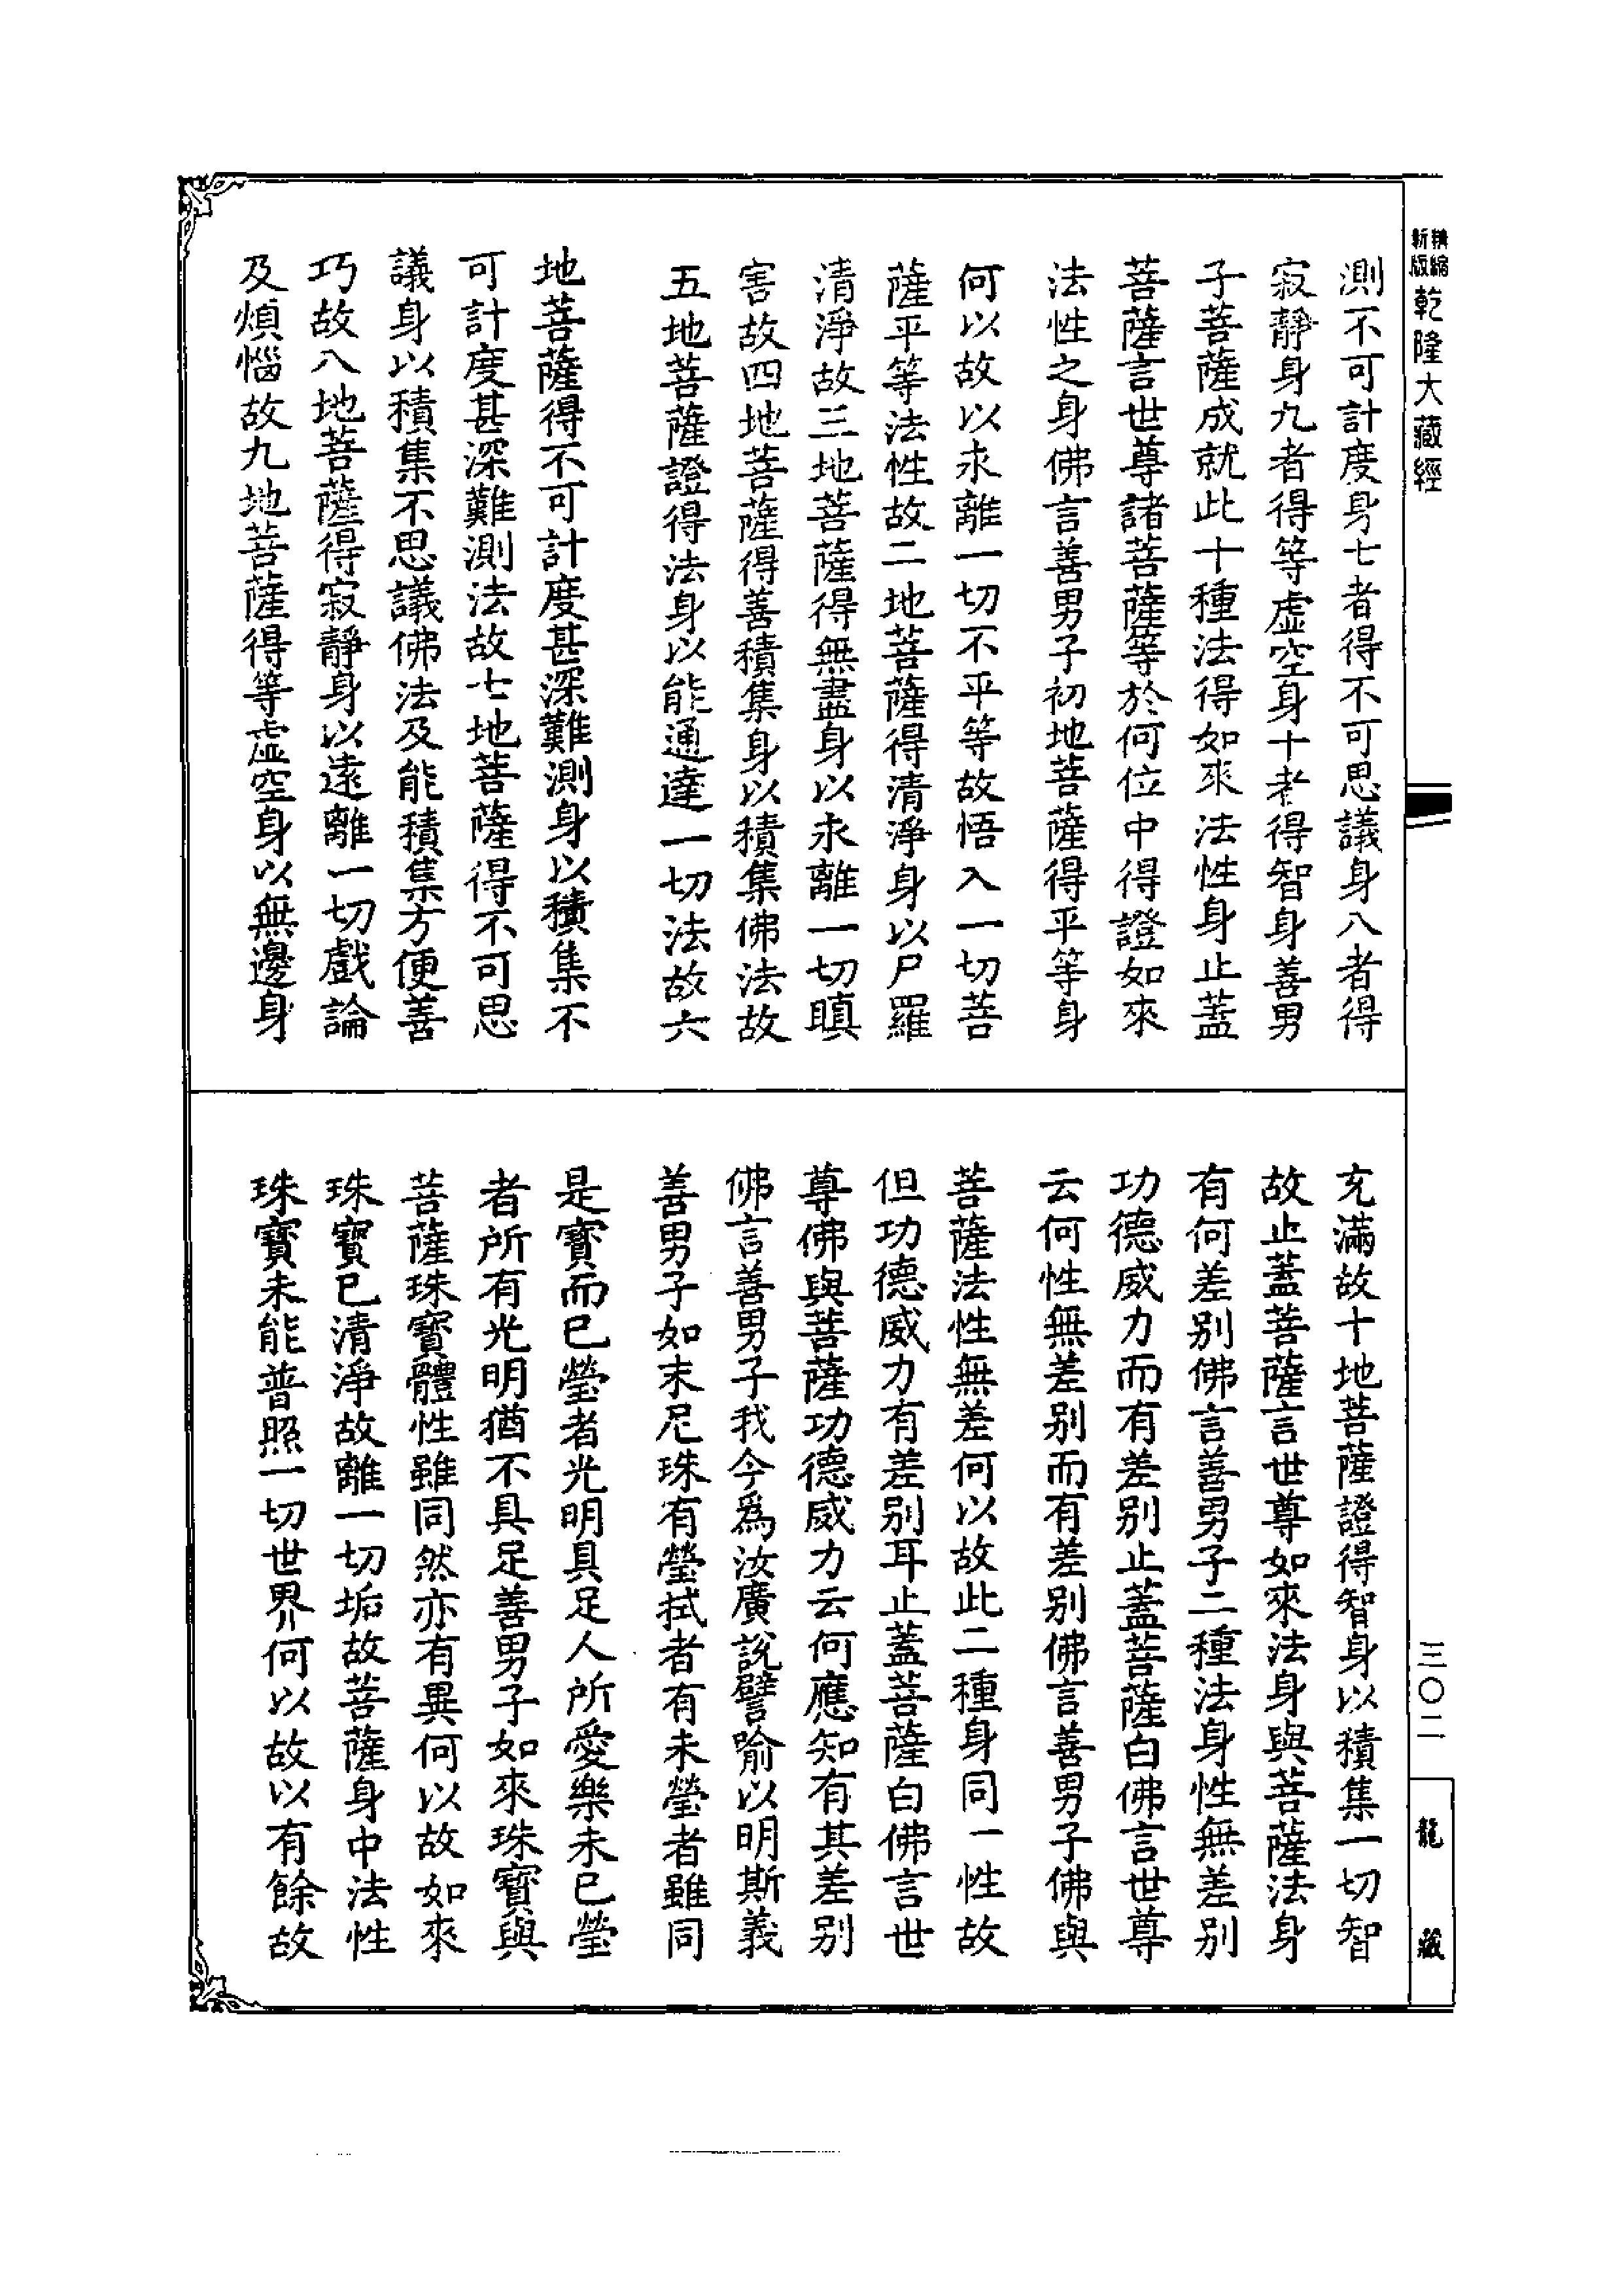 精縮新版乾隆大藏經
測不可計度身七者得不可思議身八者得
寂靜身九者得等虛空身十者得智身善男
子菩薩成就此十種法得如來法性身止蓋
菩薩言世尊諸菩薩等於何位中得證如來
法性之身佛言善男子初地菩薩得平等身
何以故以永離一切不平等故悟入一切菩
薩平等法性故二地菩薩得清淨身以尸羅
清淨故三地菩薩得無盡身以永離一切瞋
害故四地菩薩得善積集身以積集佛法故
五地菩薩證得法身以能通達一切法故六
地菩薩得不可計度甚深難測身以積集不
可計度甚深難測法故七地菩薩得不可思
議身以積集不思議佛法及能積集方便善
巧故八地菩薩得寂靜身以遠離一切戲論
及煩惱故九地菩薩得等虛空身以無邊身
充滿故十地菩薩證得智身以積集一切智
故止蓋菩薩言世尊如來法身與菩薩法身
有何差別佛言善男子二種法身性無差別
功德威力而有差別止蓋菩薩白佛言世尊
云何性無差別而有差別佛言善男子佛與
菩薩法性無差何以故此二種身同一性故
但功德威力有差別耳止蓋菩薩白佛言世
尊佛與菩薩功德威力云何應知有其差別
佛言善男子我今爲汝廣說譬喻以明斯義
善男子如末尼珠有瑩拭者有未瑩者雖同
是寶而已瑩者光明具足人所愛樂未已瑩
者所有光明猶不具足善男子如來珠寶與
菩薩珠寶體性雖同然亦有異何以故如來
珠寶已清淨故離一切垢故菩薩身中法性
珠寶未能普照一切世界何以故以有餘故
三〇二
龍藏